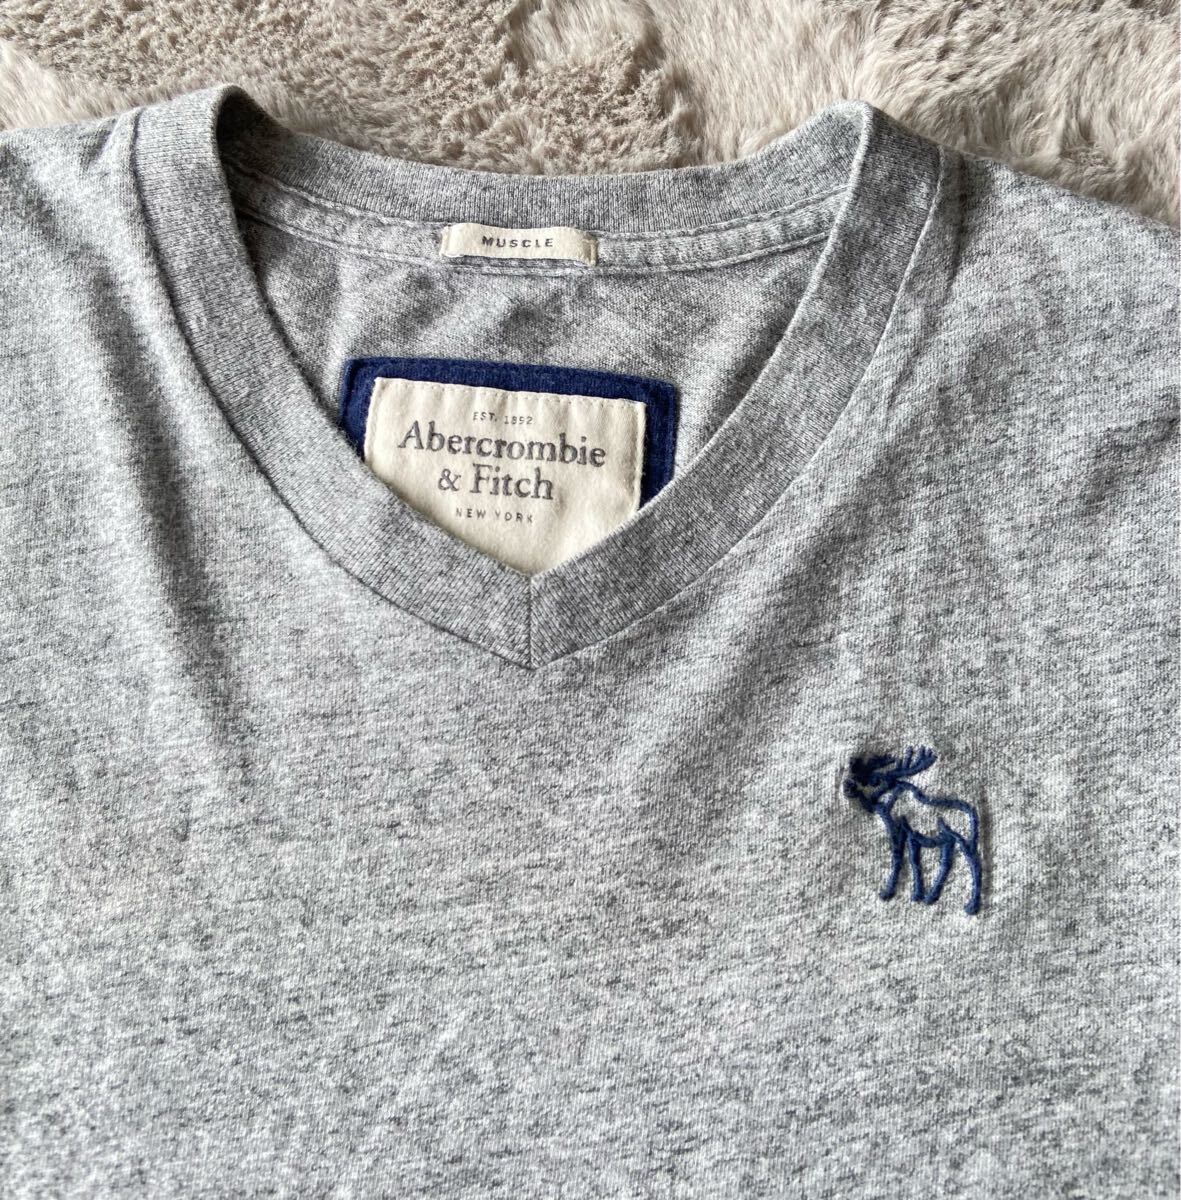 MUSCLE
EST. 1892
Abercrombie
& Fitch
NEW YORK